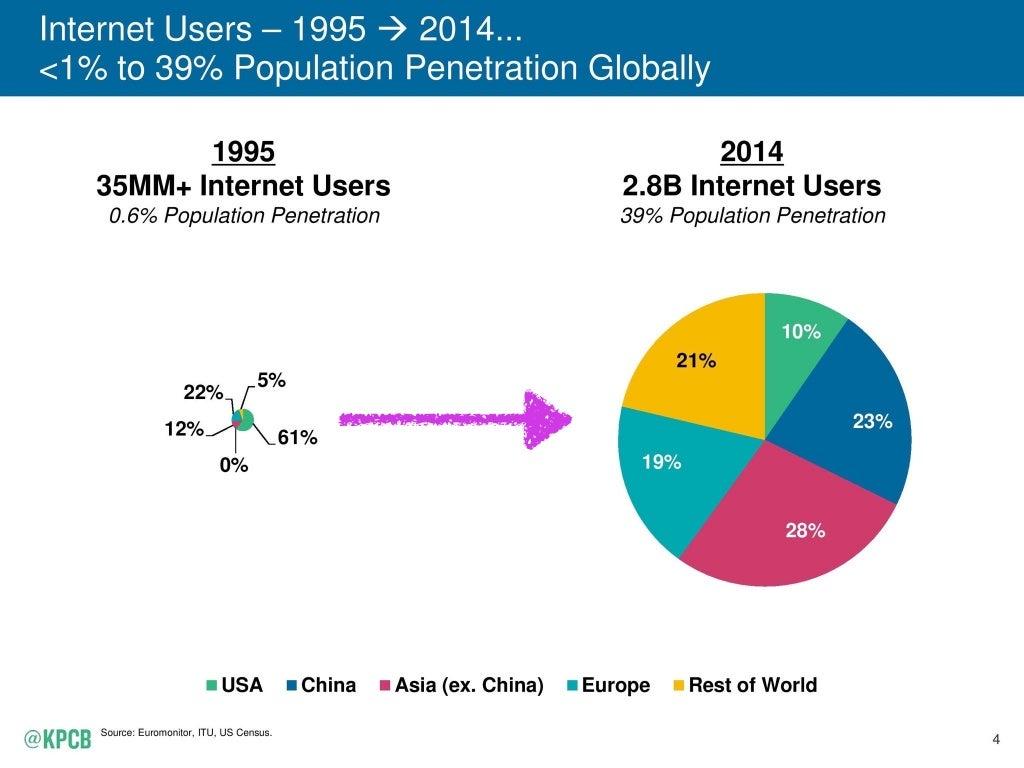 Internet Users – 1995 → 2014...
<1% to 39% Population Penetration Globally
1995
35MM+ Internet Users
0.6% Population Penetration
2014
2.8B Internet Users
39% Population Penetration
22%
5%
12%
61%
0%
10%
21%
23%
19%
28%
USA China Asia (ex. China) Europe Rest of World
@KPCB Source: Euromonitor, ITU, US Census.
4